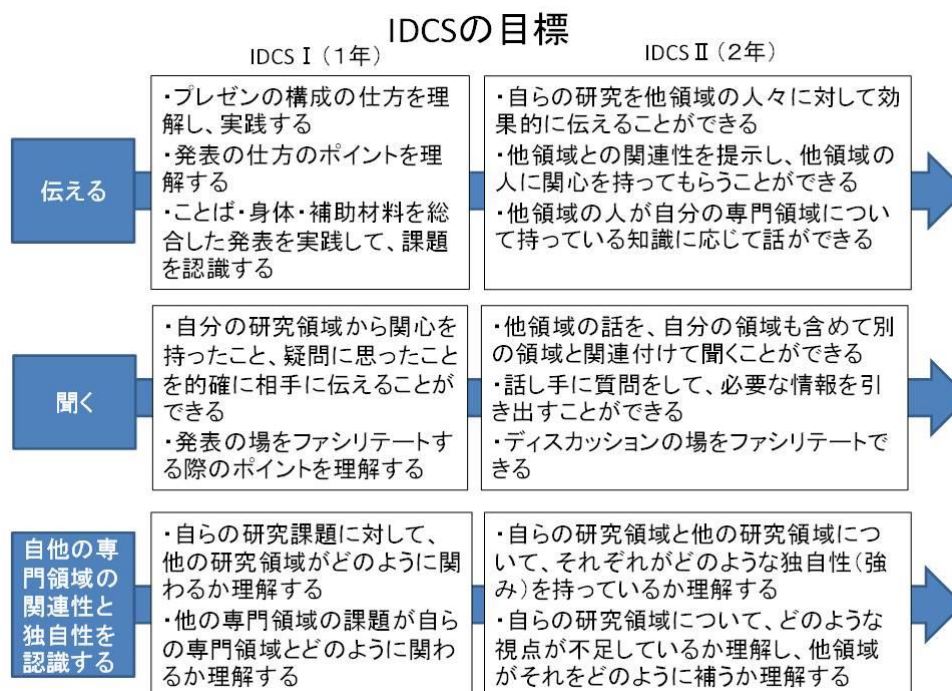 IDCSの目標
IDCS Ⅰ（１年）
IDCS Ⅱ（２年）
伝える
・プレゼンの構成の仕方を理
解し、実践する
・発表の仕方のポイントを理
解する
・ことば・身体・補助材料を総
合した発表を実践して、課題
を認識する
・自らの研究を他領域の人々に対して効
果的に伝えることができる
・他領域との関連性を提示し、他領域の
人に関心を持ってもらうことができる
・他領域の人が自分の専門領域につい
て持っている知識に応じて話ができる
聞く
・自分の研究領域から関心を
持ったこと、疑問に思ったこと
を的確に相手に伝えることが
できる
・発表の場をファシリテートす
る際のポイントを理解する
・他領域の話を、自分の領域も含めて別
の領域と関連付けて聞くことができる
・話し手に質問をして、必要な情報を引
き出すことができる
・ディスカッションの場をファシリテートで
きる
自他の専
門領域の
関連性と
独自性を
認識する
・自らの研究課題に対して、
他の研究領域がどのように関
わるか理解する
・他の専門領域の課題が自ら
の専門領域とどのように関わ
るか理解する
・自らの研究領域と他の研究領域につ
いて、それぞれがどのような独自性（強
み）を持っているか理解する
・自らの研究領域について、どのような
視点が不足しているか理解し、他領域
がそれをどのように補うか理解する